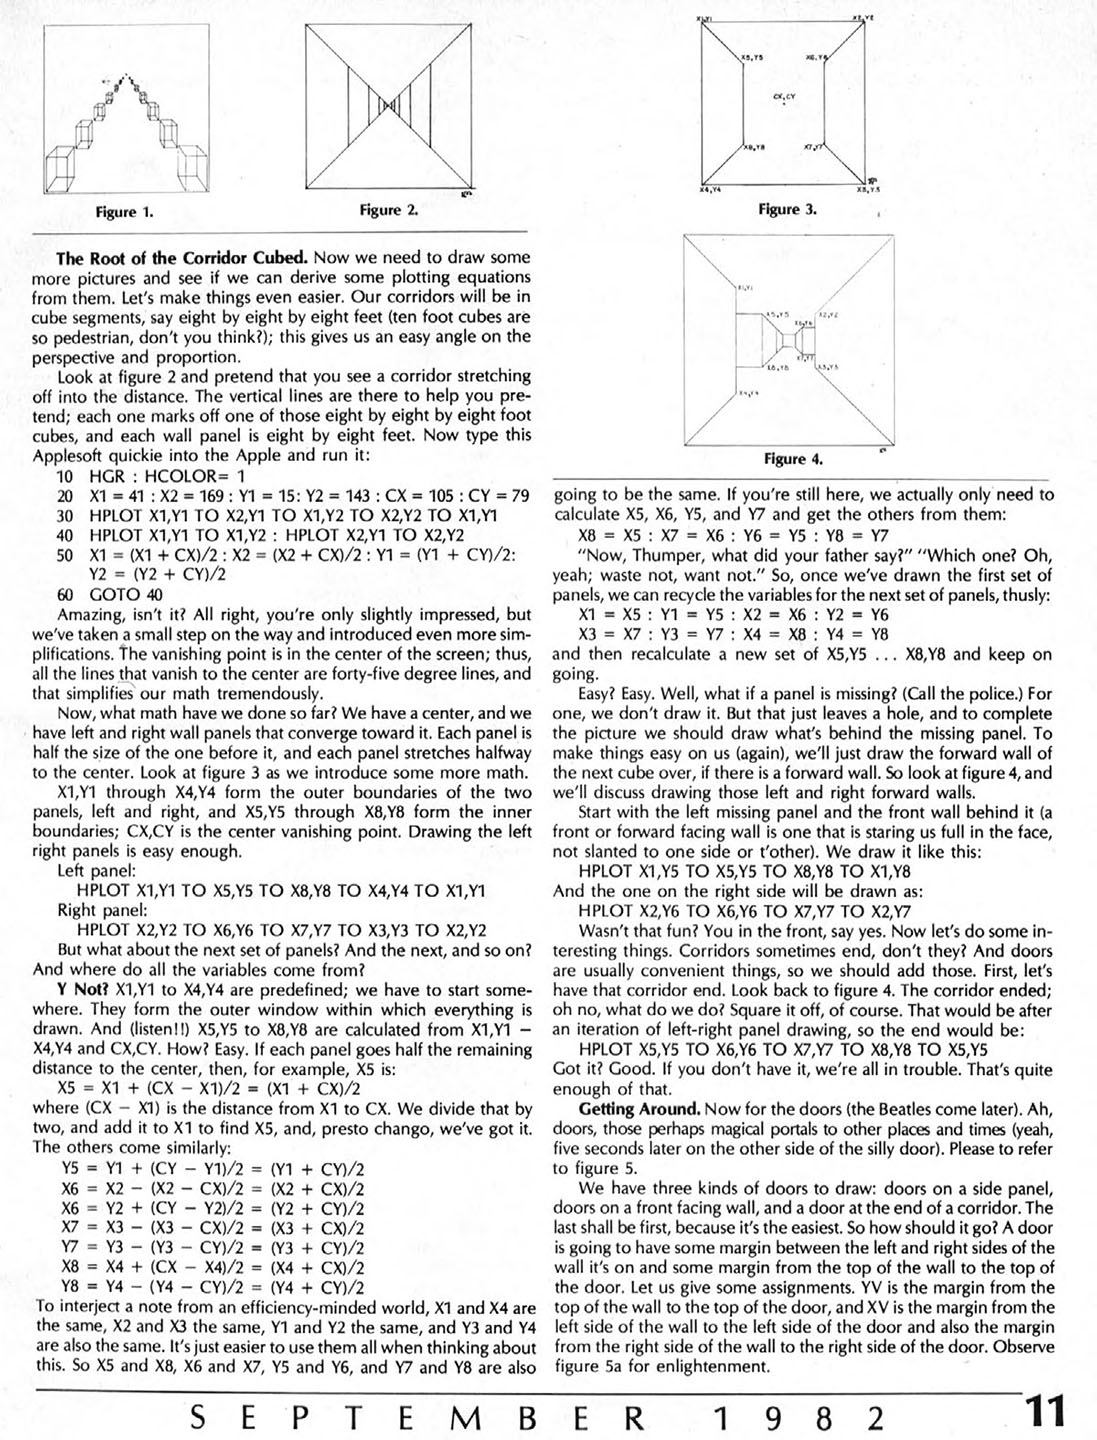 Figure 1.
Figure 2.
X1,Y1
X2,Y2
X5,Y5
X6,Y6
CX,CY
X8,Y8
X7,Y7
X4,Y4
X3,Y3
Figure 3.
X1,Y1
X5,Y5
X2,Y2
X6,Y6
X7,Y7
X8,Y8
X3,Y3
X4,Y4
Figure 4.
The Root of the Corridor Cubed. Now we need to draw some
more pictures and see if we can derive some plotting equations
from them. Let's make things even easier. Our corridors will be in
cube segments, say eight by eight by eight feet (ten foot cubes are
so pedestrian, don't you think?); this gives us an easy angle on the
perspective and proportion.
Look at figure 2 and pretend that you see a corridor stretching
off into the distance. The vertical lines are there to help you pre-
tend; each one marks off one of those eight by eight by eight foot
cubes, and each wall panel is eight by eight feet. Now type this
Applesoft quickie into the Apple and run it:
10 HGR : HCOLOR= 1
20 X1 = 41 : X2 = 169 : Y1 = 15: Y2 = 143 : CX = 105 : CY = 79
30 HPLOT X1,Y1 TO X2,Y1 TO X1,Y2 TO X2,Y2 TO X1,Y1
40 HPLOT X1,Y1 TO X1,Y2 : HPLOT X2,Y1 TO X2,Y2
50 X1 = (X1 + CX)/2 : X2 = (X2 + CX)/2 : Y1 = (Y1 + CY)/2:
Y2 = (Y2 + CY)/2
60 GOTO 40
Amazing, isn't it? All right, you're only slightly impressed, but
we've taken a small step on the way and introduced even more sim-
plifications. The vanishing point is in the center of the screen; thus,
all the lines that vanish to the center are forty-five degree lines, and
that simplifies our math tremendously.
Now, what math have we done so far? We have a center, and we
have left and right wall panels that converge toward it. Each panel is
half the size of the one before it, and each panel stretches halfway
to the center. Look at figure 3 as we introduce some more math.
X1,Y1 through X4,Y4 form the outer boundaries of the two
panels, left and right, and X5,Y5 through X8,Y8 form the inner
boundaries; CX,CY is the center vanishing point. Drawing the left
right panels is easy enough.
Left panel:
HPLOT X1,Y1 TO X5,Y5 TO X8,Y8 TO X4,Y4 TO X1,Y1
Right panel:
HPLOT X2,Y2 TO X6,Y6 TO X7,Y7 TO X3,Y3 TO X2,Y2
But what about the next set of panels? And the next, and so on?
And where do all the variables come from?
Y Not? X1,Y1 to X4,Y4 are predefined; we have to start some-
where. They form the outer window within which everything is
drawn. And (listen!!) X5,Y5 to X8,Y8 are calculated from X1,Y1 −
X4,Y4 and CX,CY. How? Easy. If each panel goes half the remaining
distance to the center, then, for example, X5 is:
X5 = X1 + (CX − X1)/2 = (X1 + CX)/2
where (CX − X1) is the distance from X1 to CX. We divide that by
two, and add it to X1 to find X5, and, presto chango, we've got it.
The others come similarly:
Y5 = Y1 + (CY − Y1)/2 = (Y1 + CY)/2
X6 = X2 − (X2 − CX)/2 = (X2 + CX)/2
X6 = Y2 + (CY − Y2)/2 = (Y2 + CY)/2
X7 = X3 − (X3 − CX)/2 = (X3 + CX)/2
Y7 = Y3 − (Y3 − CY)/2 = (Y3 + CY)/2
X8 = X4 + (CX − X4)/2 = (X4 + CX)/2
Y8 = Y4 − (Y4 − CY)/2 = (Y4 + CY)/2
To interject a note from an efficiency-minded world, X1 and X4 are
the same, X2 and X3 the same, Y1 and Y2 the same, and Y3 and Y4
are also the same. It's just easier to use them all when thinking about
this. So X5 and X8, X6 and X7, Y5 and Y6, and Y7 and Y8 are also
going to be the same. If you're still here, we actually only need to
calculate X5, X6, Y5, and Y7 and get the others from them:
X8 = X5 : X7 = X6 : Y6 = Y5 : Y8 = Y7
"Now, Thumper, what did your father say?" "Which one? Oh,
yeah; waste not, want not." So, once we've drawn the first set of
panels, we can recycle the variables for the next set of panels, thusly:
X1 = X5 : Y1 = Y5 : X2 = X6 : Y2 = Y6
X3 = X7 : Y3 = Y7 : X4 = X8 : Y4 = Y8
and then recalculate a new set of X5,Y5 ... X8,Y8 and keep on
going.
Easy? Easy. Well, what if a panel is missing? (Call the police.) For
one, we don't draw it. But that just leaves a hole, and to complete
the picture we should draw what's behind the missing panel. To
make things easy on us (again), we'll just draw the forward wall of
the next cube over, if there is a forward wall. So look at figure 4, and
we'll discuss drawing those left and right forward walls.
Start with the left missing panel and the front wall behind it (a
front or forward facing wall is one that is staring us full in the face,
not slanted to one side or t'other). We draw it like this:
HPLOT X1,Y5 TO X5,Y5 TO X8,Y8 TO X1,Y8
And the one on the right side will be drawn as:
HPLOT X2,Y6 TO X6,Y6 TO X7,Y7 TO X2,Y7
Wasn't that fun? You in the front, say yes. Now let's do some in-
teresting things. Corridors sometimes end, don't they? And doors
are usually convenient things, so we should add those. First, let's
have that corridor end. Look back to figure 4. The corridor ended;
oh no, what do we do? Square it off, of course. That would be after
an iteration of left-right panel drawing, so the end would be:
HPLOT X5,Y5 TO X6,Y6 TO X7,Y7 TO X8,Y8 TO X5,Y5
Got it? Good. If you don't have it, we're all in trouble. That's quite
enough of that.
Getting Around. Now for the doors (the Beatles come later). Ah,
doors, those perhaps magical portals to other places and times (yeah,
five seconds later on the other side of the silly door). Please to refer
to figure 5.
We have three kinds of doors to draw: doors on a side panel,
doors on a front facing wall, and a door at the end of a corridor. The
last shall be first, because it's the easiest. So how should it go? A door
is going to have some margin between the left and right sides of the
wall it's on and some margin from the top of the wall to the top of
the door. Let us give some assignments. YV is the margin from the
top of the wall to the top of the door, and XV is the margin from the
left side of the wall to the left side of the door and also the margin
from the right side of the wall to the right side of the door. Observe
figure 5a for enlightenment.
SEPTEMBER 1982
11